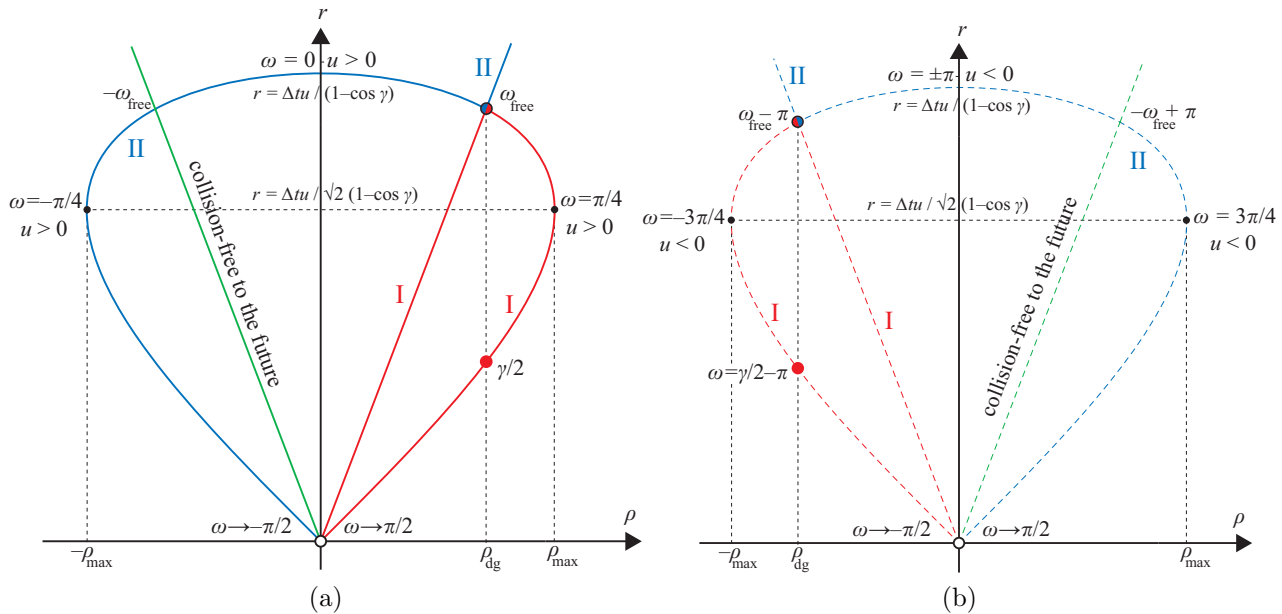 r
ω = 0 u > 0
II
−ω_free
r = Δtu / (1−cos γ)
ω_free
II
collision-free to the future
ω=−π/4
u > 0
r = Δtu / √2 (1−cos γ)
ω=π/4
u > 0
I
I
γ/2
ω→−π/2
ω→π/2
ρ
−ρ_max
ρ_dg
ρ_max
(a)
r
II
ω = ±π u < 0
ω_free − π
r = Δtu / (1−cos γ)
−ω_free + π
II
ω=−3π/4
u < 0
r = Δtu / √2 (1−cos γ)
ω = 3π/4
u < 0
I
I
collision-free to the future
ω=γ/2−π
ω→−π/2
ω→π/2
ρ
−ρ_max
ρ_dg
ρ_max
(b)